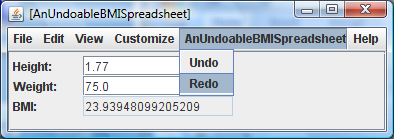 [AnUndoableBMISpreadsheet]
File Edit View Customize AnUndoableBMISpreadsheet Help
Height: 1.77
Undo
Weight: 75.0
Redo
BMI: 23.93948099205209